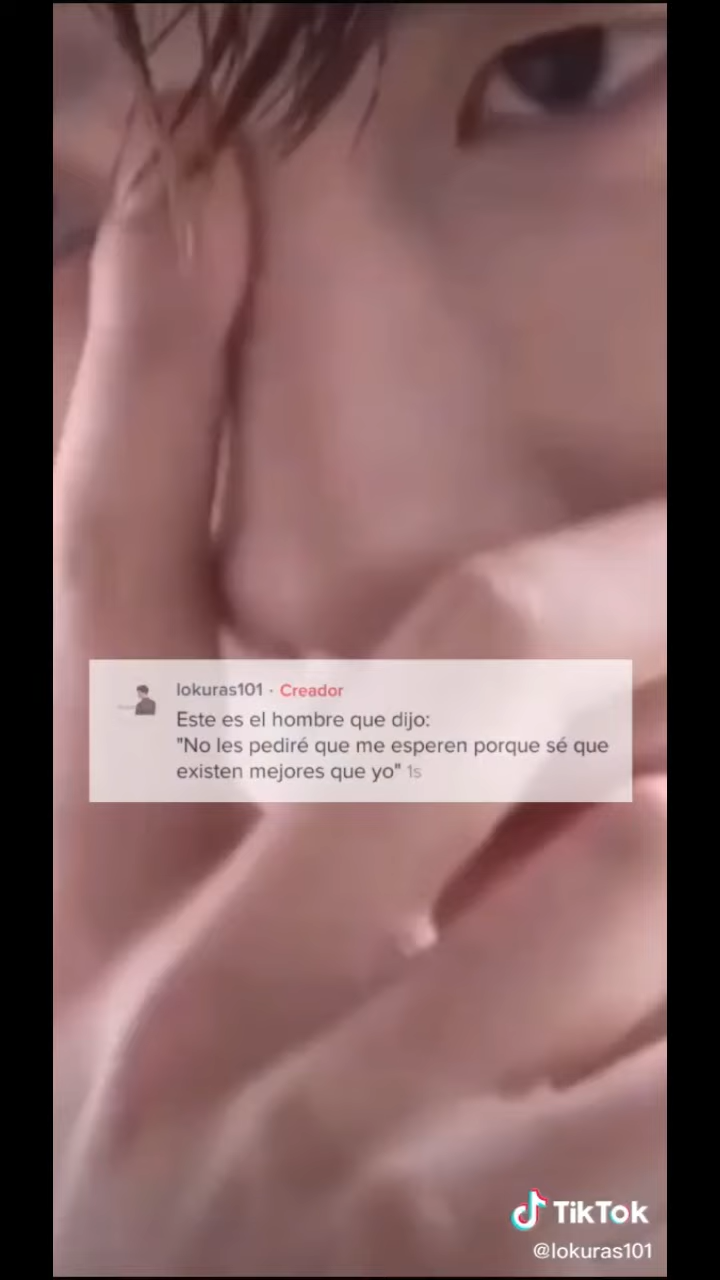 lokuras101 · Creador
Este es el hombre que dijo:
"No les pediré que me esperen porque sé que
existen mejores que yo" 1s
TikTok
@lokuras101